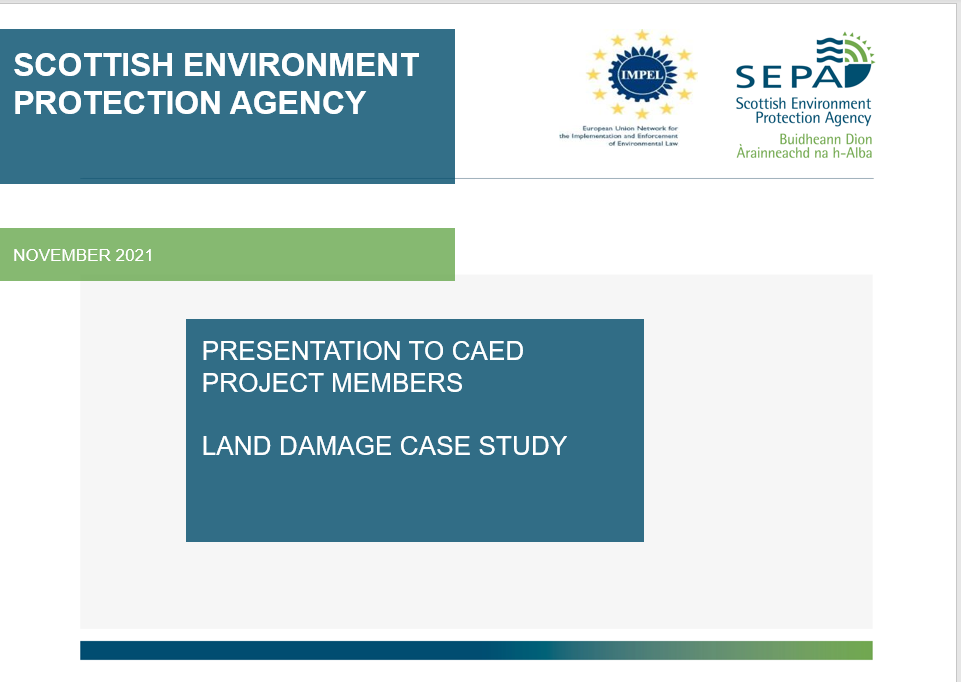 SCOTTISH ENVIRONMENT
PROTECTION AGENCY
IMPEL
European Union Network for
the Implementation and Enforcement
of Environmental Law
SEPA
Scottish Environment
Protection Agency
Buidheann Dìon
Àrainneachd na h-Alba
NOVEMBER 2021
PRESENTATION TO CAED
PROJECT MEMBERS
LAND DAMAGE CASE STUDY